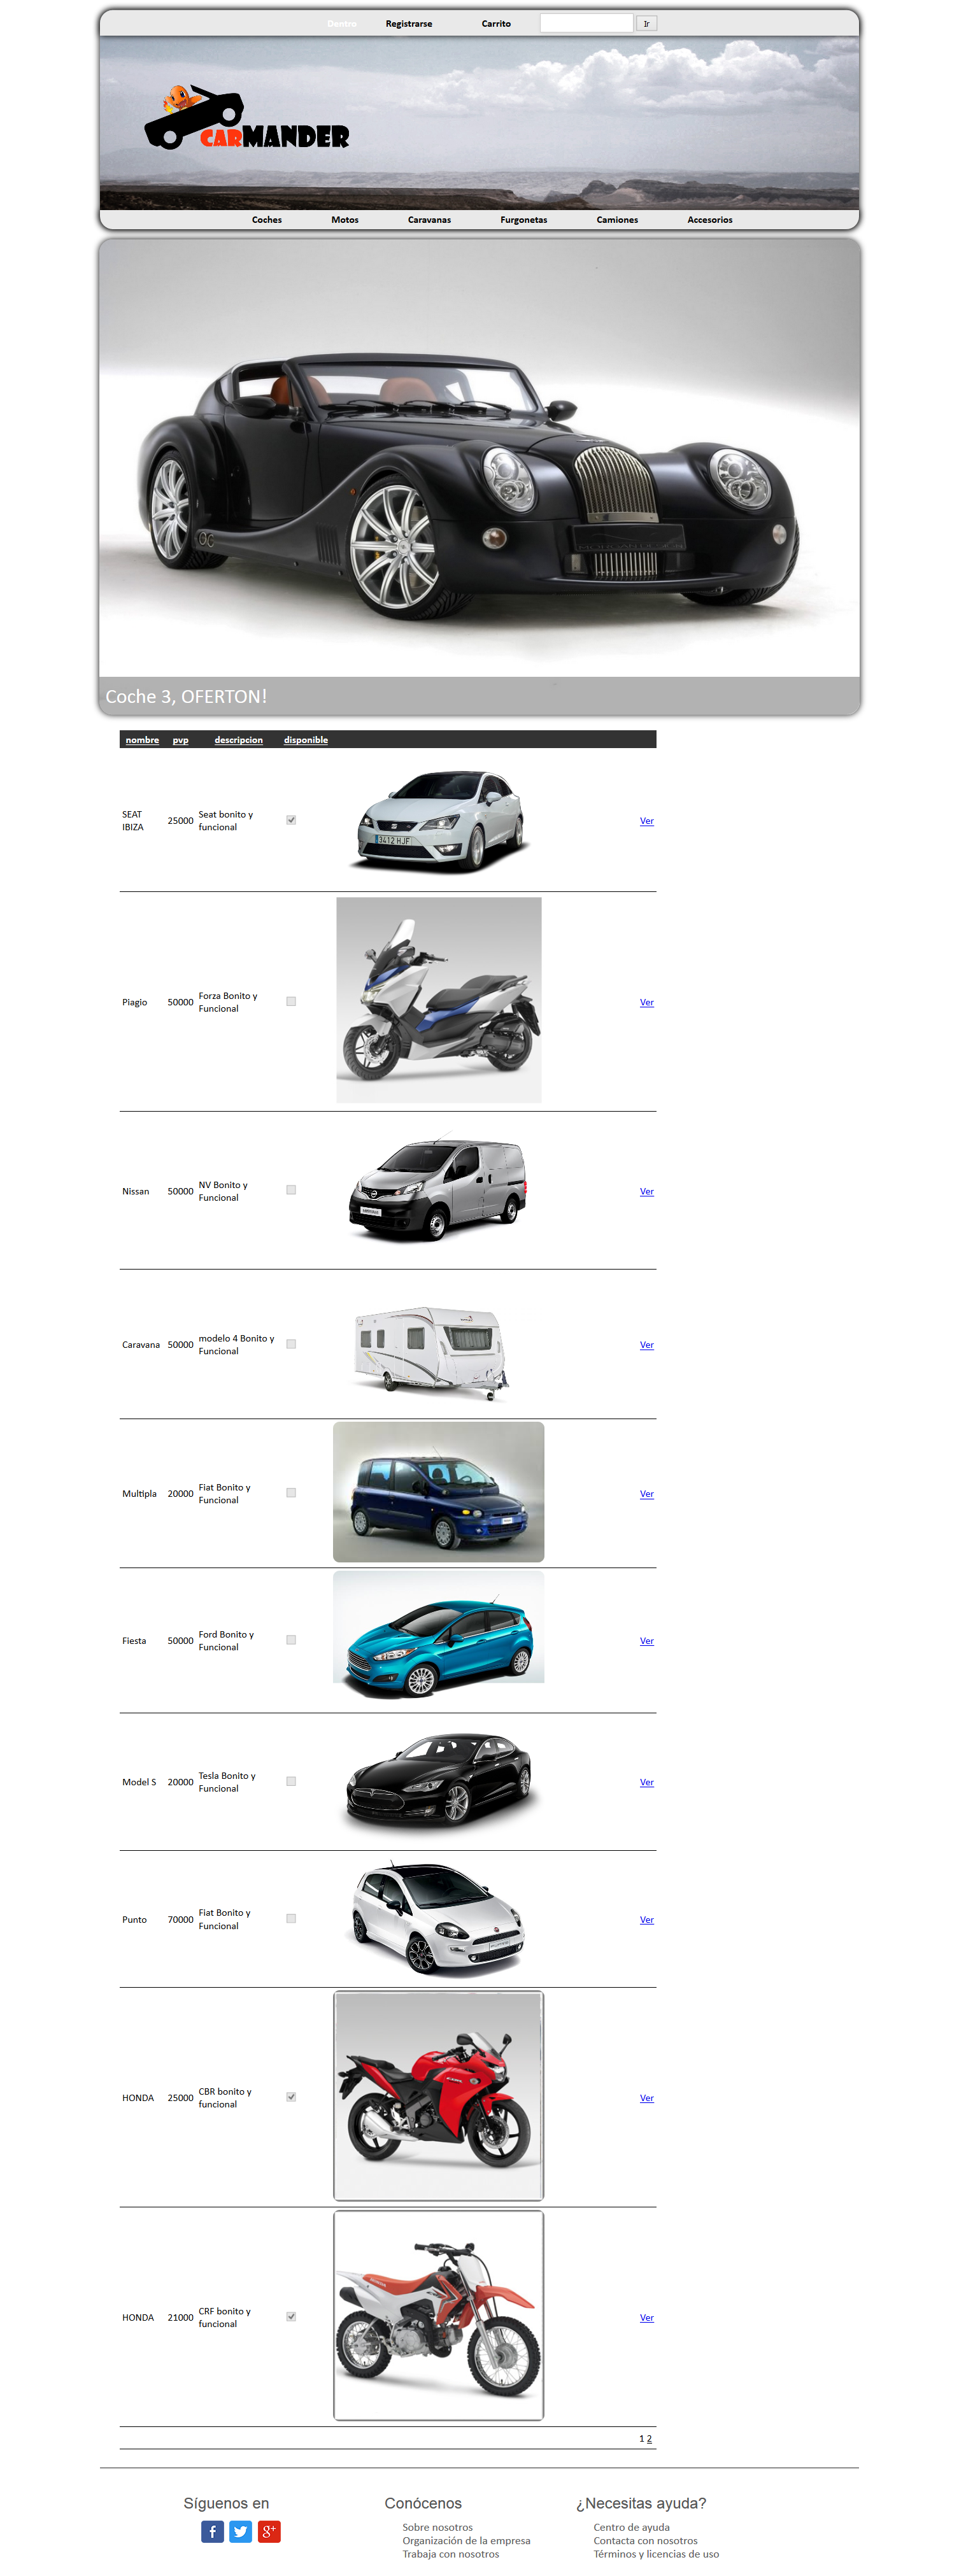 Dentro Registrarse Carrito Ir
CARMANDER
Coches Motos Caravanas Furgonetas Camiones Accesorios
Coche 3, OFERTON!
nombre pvp descripcion disponible
SEAT
IBIZA
25000
Seat bonito y
funcional
3412 HJF
Ver
Piagio
50000
Forza Bonito y
Funcional
Ver
Nissan
50000
NV Bonito y
Funcional
Ver
Caravana
50000
modelo 4 Bonito y
Funcional
Ver
Multipla
20000
Fiat Bonito y
Funcional
Ver
Fiesta
50000
Ford Bonito y
Funcional
Ver
Model S
20000
Tesla Bonito y
Funcional
Ver
Punto
70000
Fiat Bonito y
Funcional
Ver
HONDA
25000
CBR bonito y
funcional
Ver
HONDA
21000
CRF bonito y
funcional
Ver
1 2
Síguenos en
Conócenos
Sobre nosotros
Organización de la empresa
Trabaja con nosotros
¿Necesitas ayuda?
Centro de ayuda
Contacta con nosotros
Términos y licencias de uso